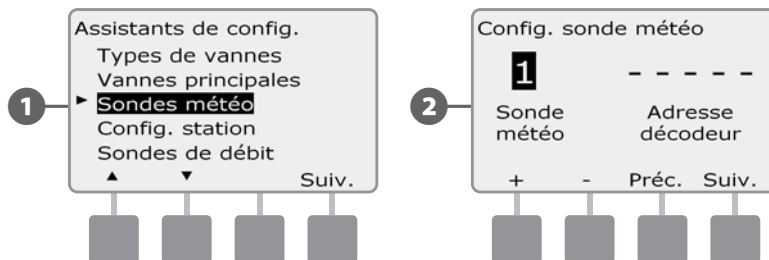 1
Assistants de config.
Types de vannes
Vannes principales
► Sondes météo
Config. station
Sondes de débit
▲ ▼ Suiv.
2
Config. sonde météo
1 - - - - -
Sonde météo
Adresse décodeur
+ - Préc. Suiv.